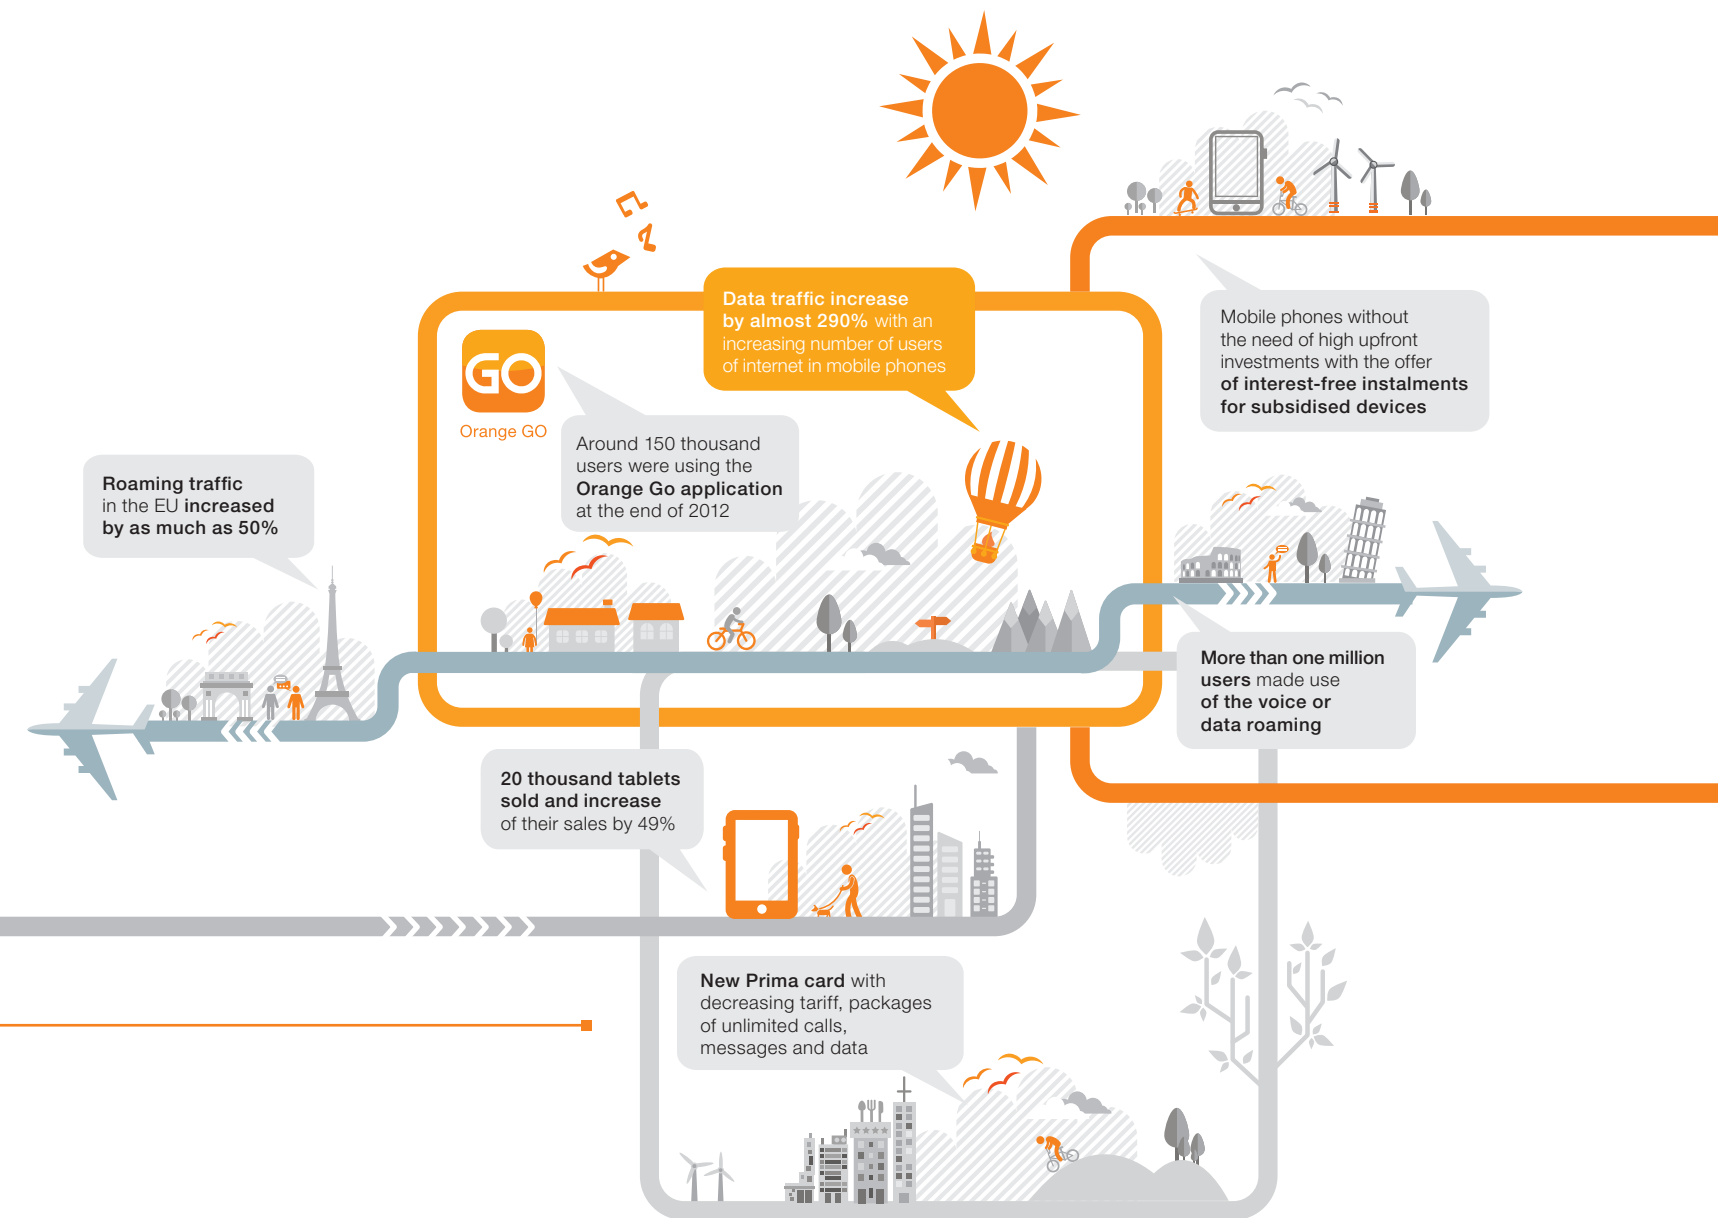 Data traffic increase
by almost 290% with an
increasing number of users
of internet in mobile phones
Mobile phones without
the need of high upfront
investments with the offer
of interest-free instalments
for subsidised devices
GO
Orange GO
Around 150 thousand
users were using the
Orange Go application
at the end of 2012
Roaming traffic
in the EU increased
by as much as 50%
More than one million
users made use
of the voice or
data roaming
20 thousand tablets
sold and increase
of their sales by 49%
New Prima card with
decreasing tariff, packages
of unlimited calls,
messages and data